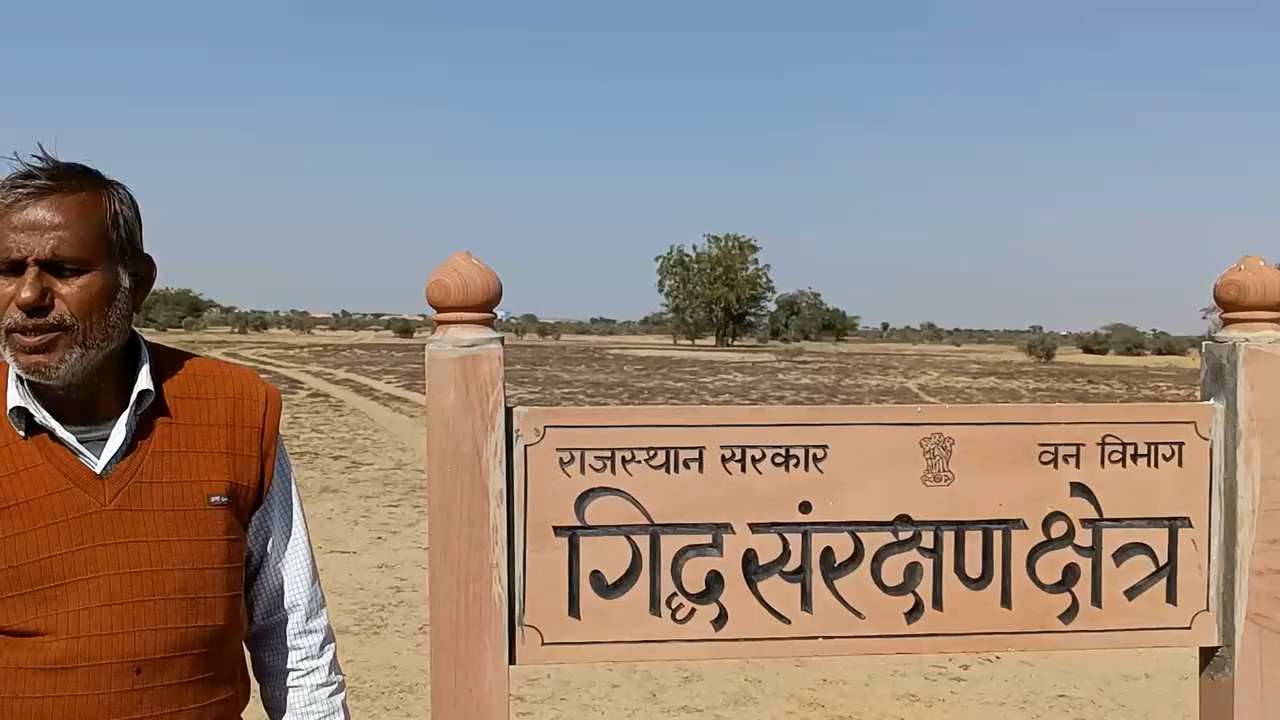 राजस्थान सरकार वन विभाग
गिद्ध संरक्षण क्षेत्र